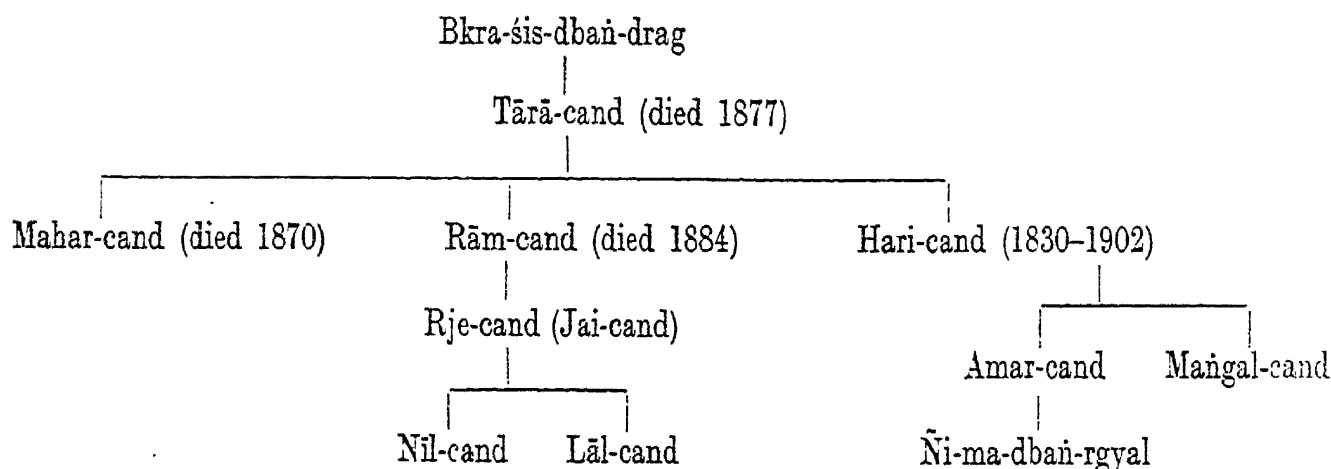 Bkra-śis-dbaṅ-drag
Tārā-cand (died 1877)
Mahar-cand (died 1870) Rām-cand (died 1884) Hari-cand (1830–1902)
Rje-cand (Jai-cand)
Amar-cand Maṅgal-cand
Nīl-cand Lāl-cand Ñi-ma-dbaṅ-rgyal